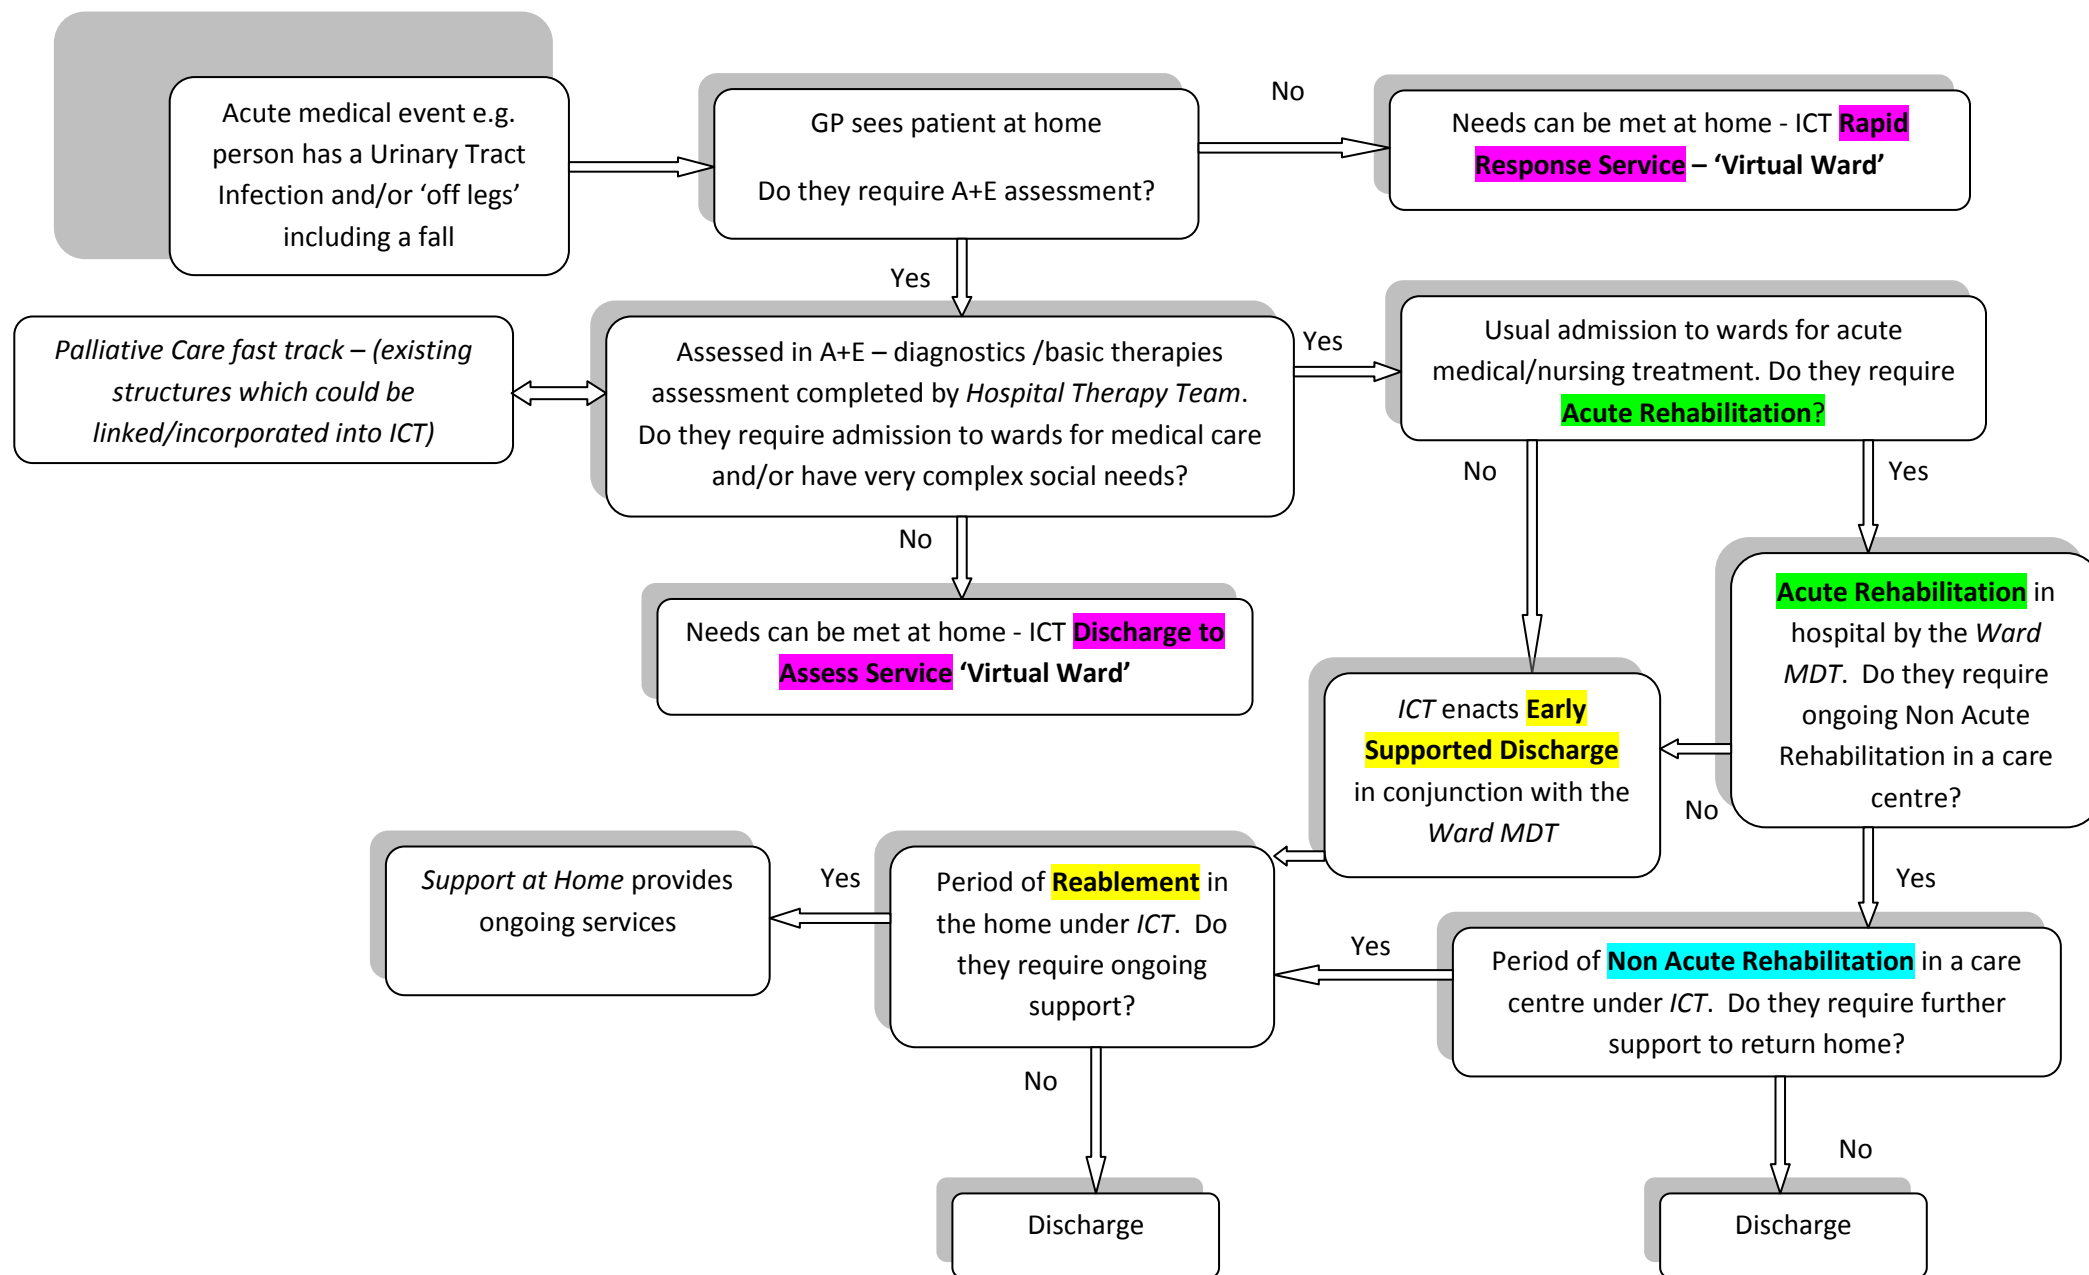 Acute medical event e.g.
person has a Urinary Tract
Infection and/or ‘off legs’
including a fall
GP sees patient at home
Do they require A+E assessment?
No
Needs can be met at home - ICT Rapid
Response Service – ‘Virtual Ward’
Yes
Palliative Care fast track – (existing
structures which could be
linked/incorporated into ICT)
Assessed in A+E – diagnostics /basic therapies
assessment completed by Hospital Therapy Team.
Do they require admission to wards for medical care
and/or have very complex social needs?
Yes
Usual admission to wards for acute
medical/nursing treatment. Do they require
Acute Rehabilitation?
No
Yes
No
Needs can be met at home - ICT Discharge to
Assess Service ‘Virtual Ward’
Acute Rehabilitation in
hospital by the Ward
MDT.  Do they require
ongoing Non Acute
Rehabilitation in a care
centre?
ICT enacts Early
Supported Discharge
in conjunction with the
Ward MDT
No
Yes
Support at Home provides
ongoing services
Yes
Period of Reablement in
the home under ICT.  Do
they require ongoing
support?
Yes
Period of Non Acute Rehabilitation in a care
centre under ICT.  Do they require further
support to return home?
No
No
Discharge
Discharge